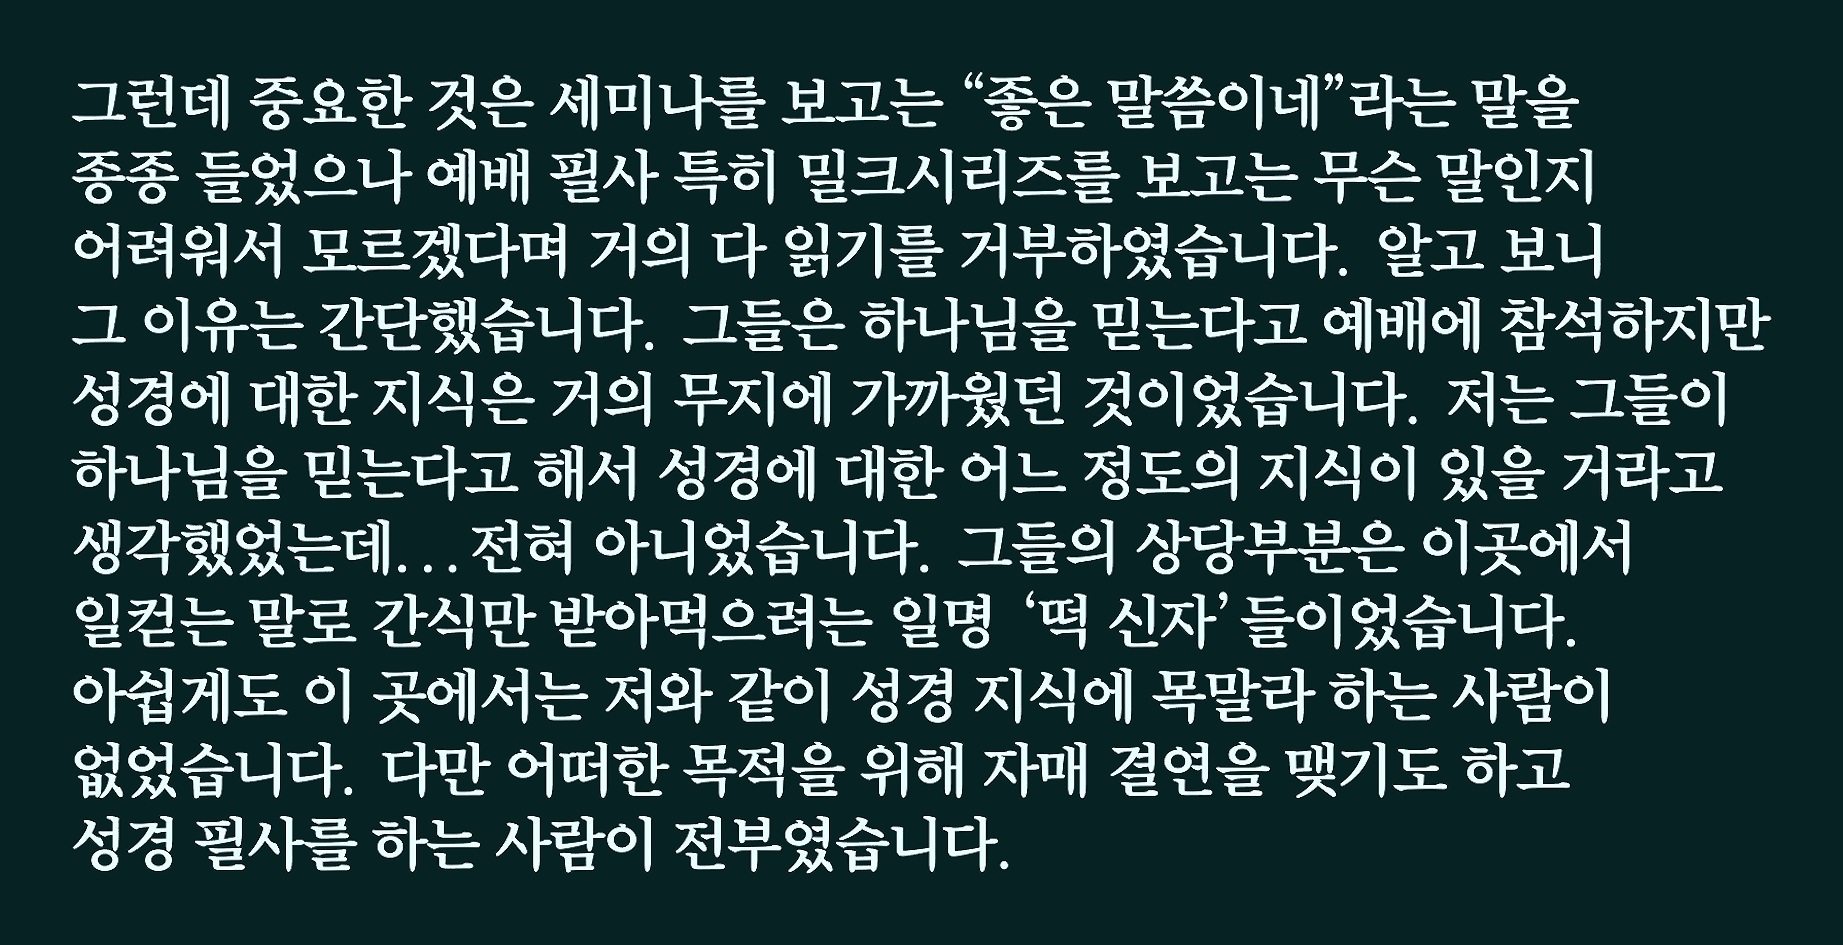 그런데 중요한 것은 세미나를 보고는 “좋은 말씀이네”라는 말을
종종 들었으나 예배 필사 특히 밀크시리즈를 보고는 무슨 말인지
어려워서 모르겠다며 거의 다 읽기를 거부하였습니다. 알고 보니
그 이유는 간단했습니다. 그들은 하나님을 믿는다고 예배에 참석하지만
성경에 대한 지식은 거의 무지에 가까웠던 것이었습니다. 저는 그들이
하나님을 믿는다고 해서 성경에 대한 어느 정도의 지식이 있을 거라고
생각했었는데... 전혀 아니었습니다. 그들의 상당부분은 이곳에서
일컫는 말로 간식만 받아먹으려는 일명 ‘떡 신자’들이었습니다.
아쉽게도 이 곳에서는 저와 같이 성경 지식에 목말라 하는 사람이
없었습니다. 다만 어떠한 목적을 위해 자매 결연을 맺기도 하고
성경 필사를 하는 사람이 전부였습니다.